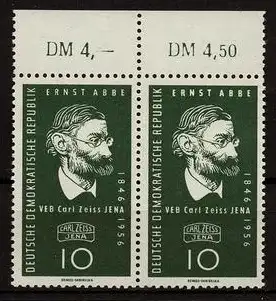 DM 4,— DM 4,50
ERNST ABBE
DEUTSCHE DEMOKRATISCHE REPUBLIK
1846 1956
VEB Carl Zeiss JENA
CARL ZEISS
JENA
10
ERNST ABBE
DEUTSCHE DEMOKRATISCHE REPUBLIK
1846 1956
VEB Carl Zeiss JENA
CARL ZEISS
JENA
10